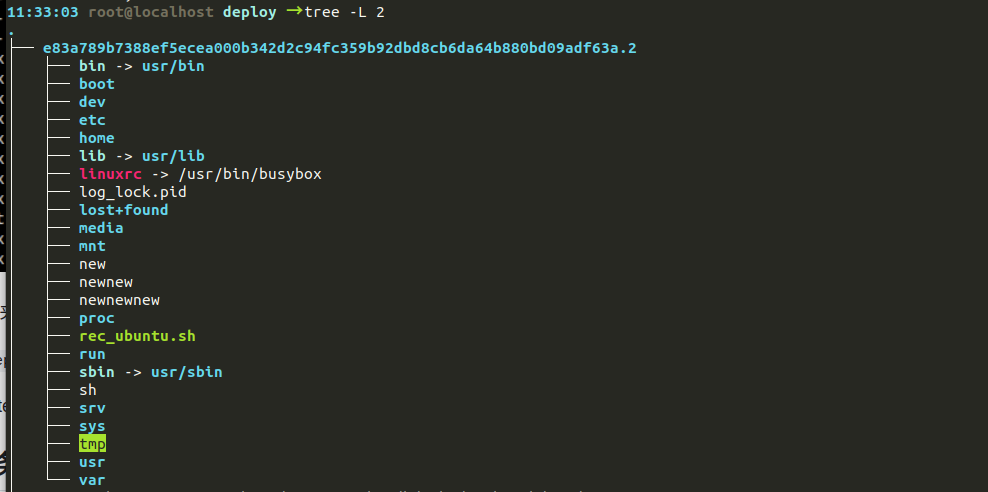 11:33:03 root@localhost deploy →tree -L 2
.
├── e83a789b7388ef5ecea000b342d2c94fc359b92dbd8cb6da64b880bd09adf63a.2
│   ├── bin -> usr/bin
│   ├── boot
│   ├── dev
│   ├── etc
│   ├── home
│   ├── lib -> usr/lib
│   ├── linuxrc -> /usr/bin/busybox
│   ├── log_lock.pid
│   ├── lost+found
│   ├── media
│   ├── mnt
│   ├── new
│   ├── newnew
│   ├── newnewnew
│   ├── proc
│   ├── rec_ubuntu.sh
│   ├── run
│   ├── sbin -> usr/sbin
│   ├── sh
│   ├── srv
│   ├── sys
│   ├── tmp
│   ├── usr
│   └── var